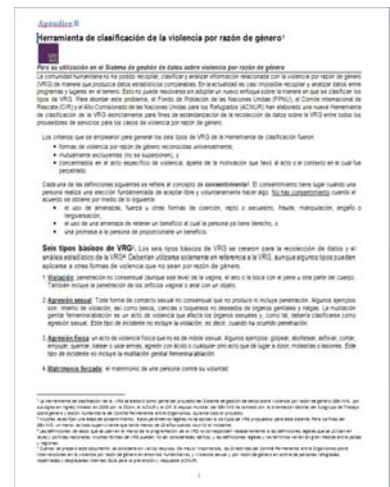 Apéndice B
Herramienta de clasificación de la violencia por razón de género¹
Para su utilización en el Sistema de gestión de datos sobre violencia por razón de género
La comunidad humanitaria no ha podido recopilar, clasificar y analizar información relacionada con la violencia por razón de género
(VRG) de manera que produzca datos estadísticos comparables. En la actualidad es casi imposible recopilar y analizar datos entre
programas y lugares en el terreno. Esto no puede resolverse sin adoptar un nuevo enfoque sobre la manera en que se clasifican los
tipos de VRG. Para abordar este problema, el Fondo de Población de las Naciones Unidas (FPNU), el Comité Internacional de
Rescate (CIR) y el Alto Comisionado de las Naciones Unidas para los Refugiados (ACNUR) han elaborado una nueva Herramienta
de clasificación de la VRG exclusivamente para fines de estandarización de la recolección de datos sobre la VRG entre todos los
proveedores de servicios para los casos de violencia por razón de género.
Los criterios que se emplearon para generar los seis tipos de VRG de la Herramienta de clasificación fueron:
• formas de violencia por razón de género reconocidas universalmente;
• mutuamente excluyentes (no se superponen); y
• concentrados en el acto específico de violencia; aparte de la motivación que llevó al acto o el contexto en el cual fue
perpetrado.
Cada una de las definiciones siguientes se refiere al concepto de consentimiento². El consentimiento tiene lugar cuando una
persona realiza una elección fundamentada de aceptar libre y voluntariamente hacer algo. No has consentimiento cuando el
acuerdo se obtiene por medio de lo siguiente:
• el uso de amenazas, fuerza u otras formas de coerción, rapto o secuestro, fraude, manipulación, engaño o
tergiversación;
• el uso de una amenaza de retener un beneficio al cual la persona ya tiene derecho, o
• una promesa a la persona de proporcionarle un beneficio.
Seis tipos básicos de VRG³. Los seis tipos básicos de VRG se crearon para la recolección de datos y el
análisis estadístico de la VRG⁴. Deberían utilizarse solamente en referencia a la VRG, aunque algunos tipos pueden
aplicarse a otras formas de violencia que no sean por razón de género.
1. Violación: penetración no consensual (aunque sea leve) de la vagina, el ano o la boca con el pene u otra parte del cuerpo.
También incluye la penetración de los orificios vaginal o anal con un objeto.
2. Agresión sexual: Toda forma de contacto sexual no consensual que no produce ni incluye penetración. Algunos ejemplos
son: intento de violación, así como besos, caricias o toqueteos no deseados de órganos genitales y nalgas. La mutilación
genital femenina/ablación es un acto de violencia que afecta los órganos sexuales y, como tal, debería clasificarse como
agresión sexual. Este tipo de incidente no incluye la violación, es decir, cuando ha ocurrido penetración.
3. Agresión física: un acto de violencia física que no es de índole sexual. Algunos ejemplos: golpear, abofetear, asfixiar, cortar,
empujar, quemar, balear o usar armas, agredir con ácido o cualquier otro acto que dé lugar a dolor, molestias o lesiones. Este
tipo de incidente no incluye la mutilación genital femenina/ablación.
4. Matrimonio forzado: el matrimonio de una persona contra su voluntad.